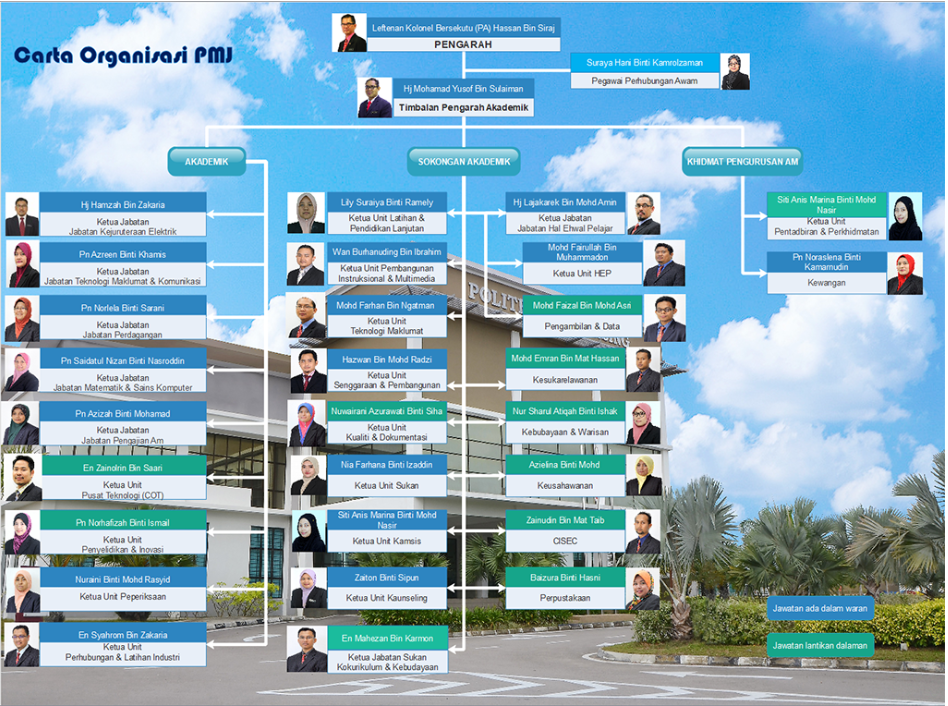 Carta Organisasi PMJ
Leftenan Kolonel Bersekutu (PA) Hassan Bin Siraj
PENGARAH
Suraya Hani Binti Kamrolzaman
Pegawai Perhubungan Awam
Hj Mohamad Yusof Bin Sulaiman
Timbalan Pengarah Akademik
AKADEMIK
SOKONGAN AKADEMIK
KHIDMAT PENGURUSAN AM
Hj Hamzah Bin Zakaria
Ketua Jabatan
Jabatan Kejuruteraan Elektrik
Pn Azreen Binti Khamis
Ketua Jabatan
Jabatan Teknologi Maklumat & Komunikasi
Pn Norlela Binti Sarani
Ketua Jabatan
Jabatan Perdagangan
Pn Saidatul Nizan Binti Nasroddin
Ketua Jabatan
Jabatan Matematik & Sains Komputer
Pn Azizah Binti Mohamad
Ketua Jabatan
Jabatan Pengajian Am
En Zainolrin Bin Saari
Ketua Unit
Pusat Teknologi (COT)
Pn Norhafizah Binti Ismail
Ketua Unit
Penyelidikan & Inovasi
Nuraini Binti Mohd Rasyid
Ketua Unit Peperiksaan
En Syahrom Bin Zakaria
Ketua Unit
Perhubungan & Latihan Industri
Lily Suraiya Binti Ramely
Ketua Unit Latihan &
Pendidikan Lanjutan
Wan Burhanuding Bin Ibrahim
Ketua Unit Pembangunan
Instruksional & Multimedia
Mohd Farhan Bin Ngatman
Ketua Unit
Teknologi Maklumat
Hazwan Bin Mohd Radzi
Ketua Unit
Senggaraan & Pembangunan
Nuwairani Azurawati Binti Siha
Ketua Unit
Kualiti & Dokumentasi
Nia Farhana Binti Izaddin
Ketua Unit Sukan
Siti Anis Marina Binti Mohd
Nasir
Ketua Unit Kamsis
Zaiton Binti Sipun
Ketua Unit Kaunseling
En Mahezan Bin Karmon
Ketua Jabatan Sukan
Kokurikulum & Kebudayaan
Hj Lajakarek Bin Mohd Amin
Ketua Jabatan
Jabatan Hal Ehwal Pelajar
Mohd Fairullah Bin
Muhammadon
Ketua Unit HEP
Mohd Faizal Bin Mohd Asri
Pengambilan & Data
Mohd Emran Bin Mat Hassan
Kesukarelawanan
Nur Sharul Atiqah Binti Ishak
Kebubayaan & Warisan
Azielina Binti Mohd
Keusahawanan
Zainudin Bin Mat Taib
CISEC
Baizura Binti Hasni
Perpustakaan
Siti Anis Marina Binti Mohd
Nasir
Ketua Unit
Pentadbiran & Perkhidmatan
Pn Noraslena Binti
Kamamudin
Kewangan
Jawatan ada dalam waran
Jawatan lantikan dalaman